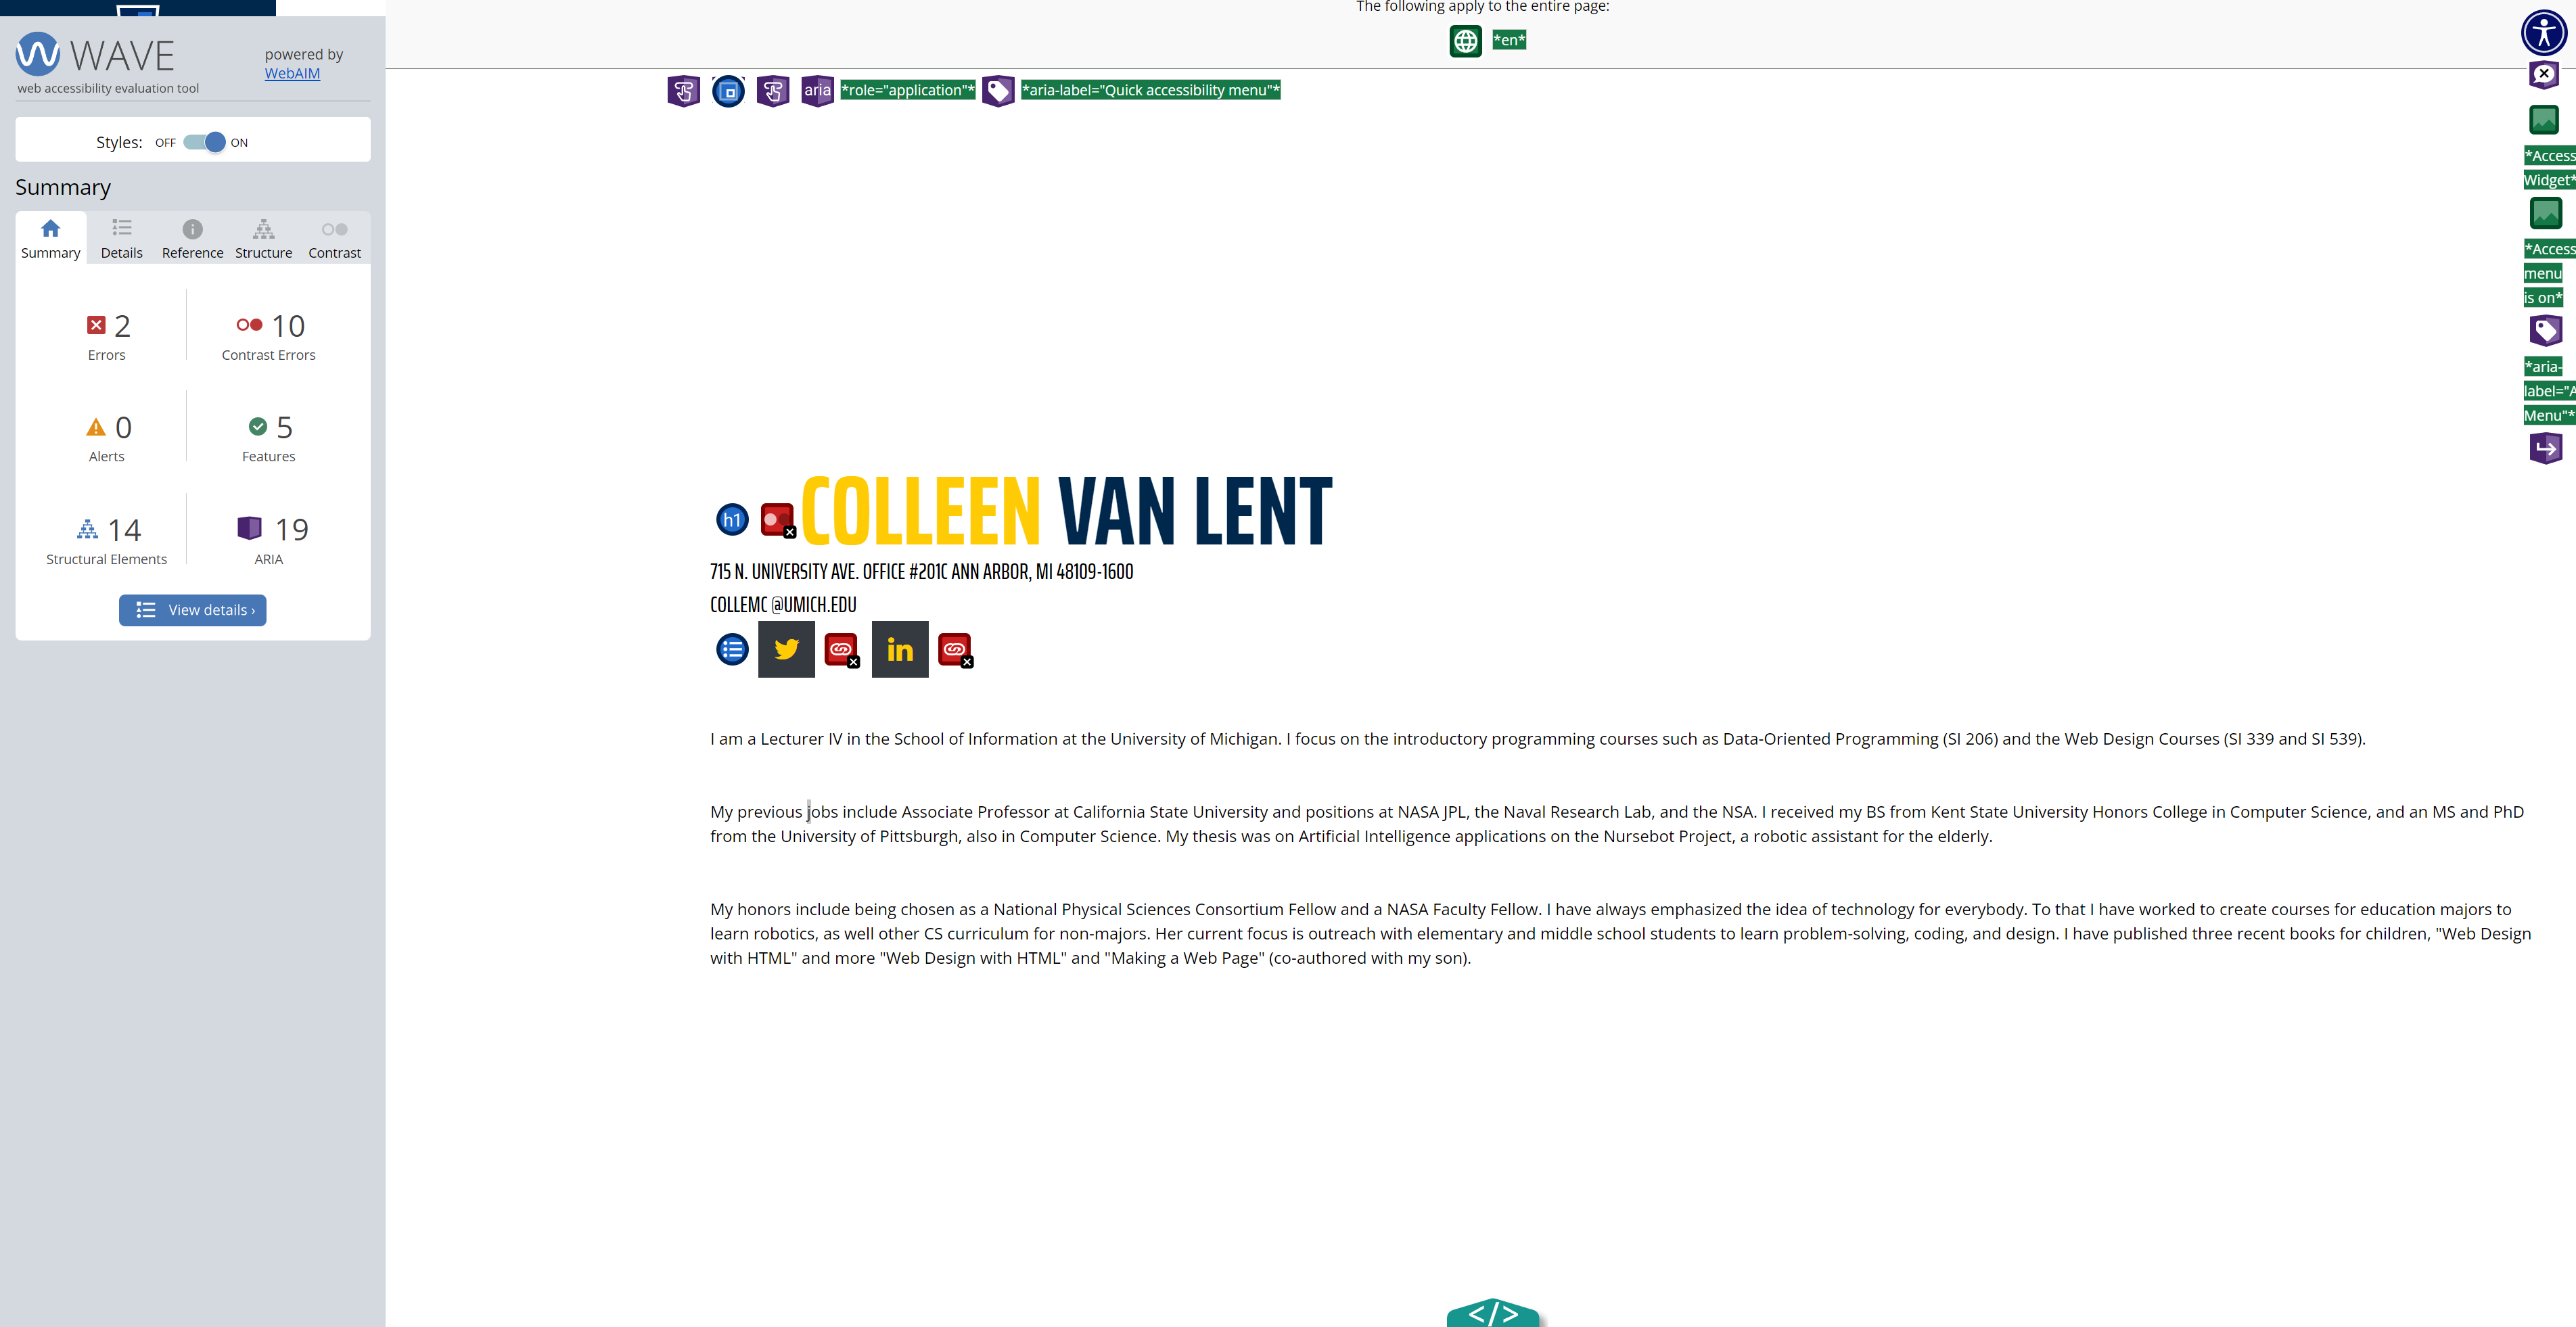 The following apply to the entire page:
*en*
WAVE
web accessibility evaluation tool
powered by
WebAIM
Styles: OFF ON
Summary
Summary Details Reference Structure Contrast
2
Errors
10
Contrast Errors
0
Alerts
5
Features
14
Structural Elements
19
ARIA
View details ›
aria *role="application"* *aria-label="Quick accessibility menu"*
*Access
Widget*
*Access
menu
is on*
*aria-
label="A
Menu"*
h1 COLLEEN VAN LENT
715 N. UNIVERSITY AVE. OFFICE #201C ANN ARBOR, MI 48109-1600
COLLEMC @UMICH.EDU
in
I am a Lecturer IV in the School of Information at the University of Michigan. I focus on the introductory programming courses such as Data-Oriented Programming (SI 206) and the Web Design Courses (SI 339 and SI 539).
My previous jobs include Associate Professor at California State University and positions at NASA JPL, the Naval Research Lab, and the NSA. I received my BS from Kent State University Honors College in Computer Science, and an MS and PhD
from the University of Pittsburgh, also in Computer Science. My thesis was on Artificial Intelligence applications on the Nursebot Project, a robotic assistant for the elderly.
My honors include being chosen as a National Physical Sciences Consortium Fellow and a NASA Faculty Fellow. I have always emphasized the idea of technology for everybody. To that I have worked to create courses for education majors to
learn robotics, as well other CS curriculum for non-majors. Her current focus is outreach with elementary and middle school students to learn problem-solving, coding, and design. I have published three recent books for children, "Web Design
with HTML" and more "Web Design with HTML" and "Making a Web Page" (co-authored with my son).
</>